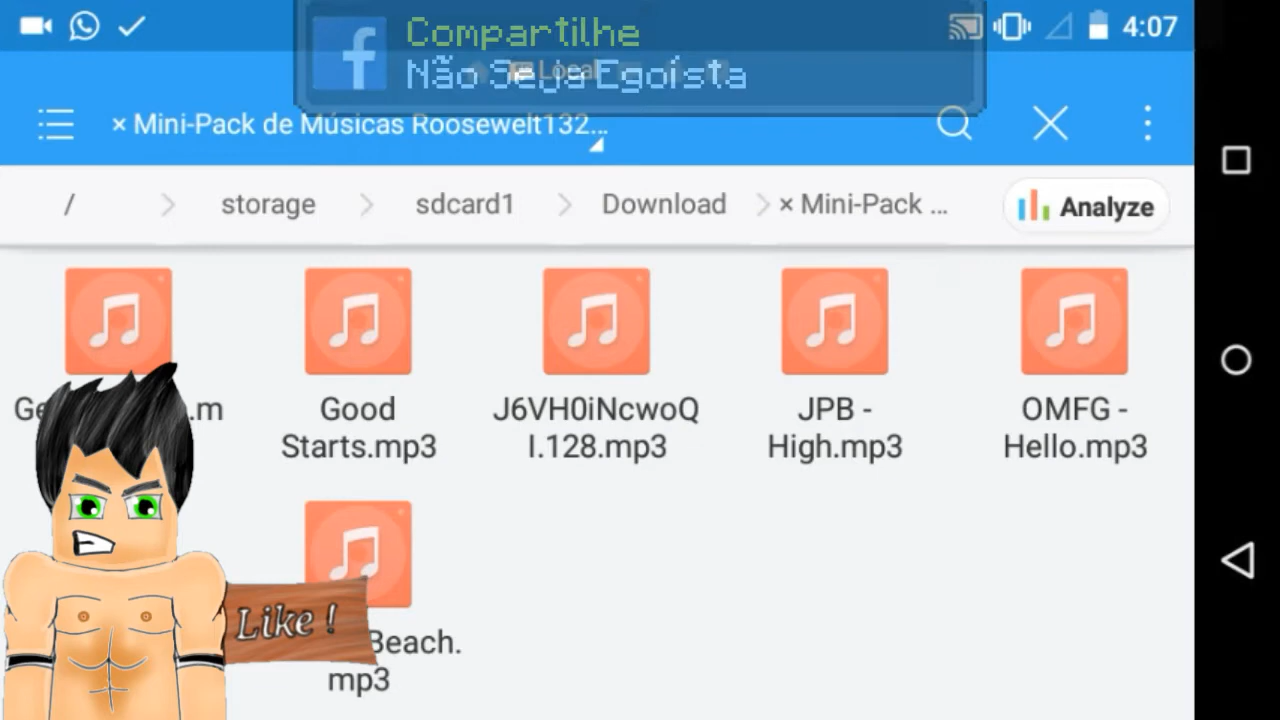 4:07
Compartilhe
Não Seja Egoísta
Local
× Mini-Pack de Músicas Roosewelt132...
/ storage sdcard1 Download × Mini-Pack ... Analyze
Good
Starts.mp3
J6VH0iNcwoQ
I.128.mp3
JPB -
High.mp3
OMFG -
Hello.mp3
Like !
Beach.
mp3